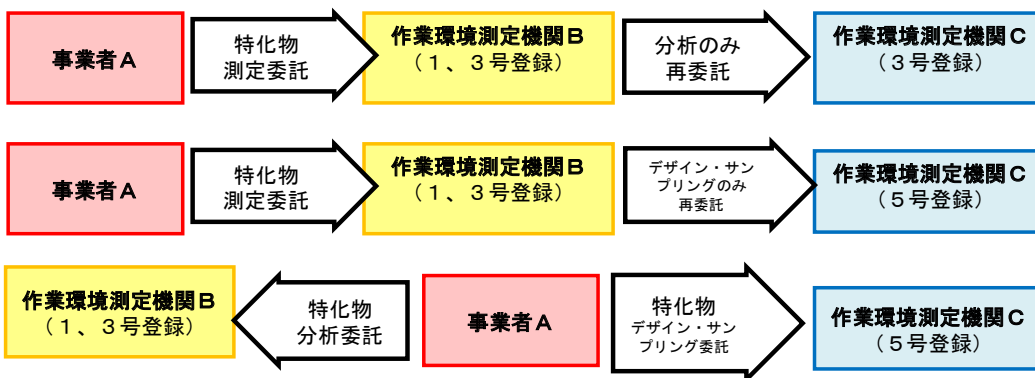 事業者A
特化物
測定委託
作業環境測定機関B
（1、3号登録）
分析のみ
再委託
作業環境測定機関C
（3号登録）
事業者A
特化物
測定委託
作業環境測定機関B
（1、3号登録）
デザイン・サン
プリングのみ
再委託
作業環境測定機関C
（5号登録）
作業環境測定機関B
（1、3号登録）
特化物
分析委託
事業者A
特化物
デザイン・サン
プリング委託
作業環境測定機関C
（5号登録）